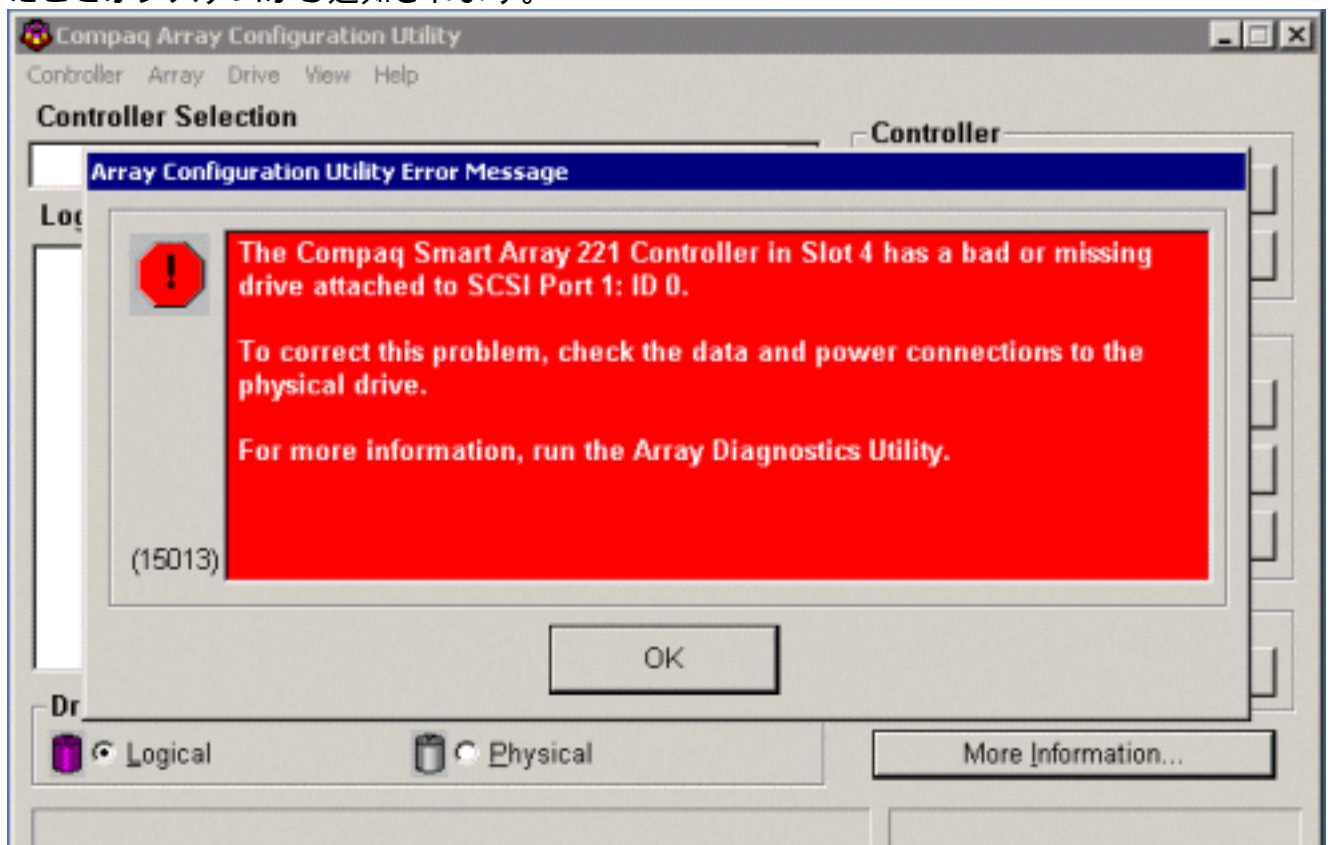 Compaq Array Configuration Utility
Controller Array Drive View Help
Controller Selection
Controller
Array Configuration Utility Error Message
The Compaq Smart Array 221 Controller in Slot 4 has a bad or missing
drive attached to SCSI Port 1: ID 0.
To correct this problem, check the data and power connections to the
physical drive.
For more information, run the Array Diagnostics Utility.
(15013)
OK
Logical
Physical
More Information...